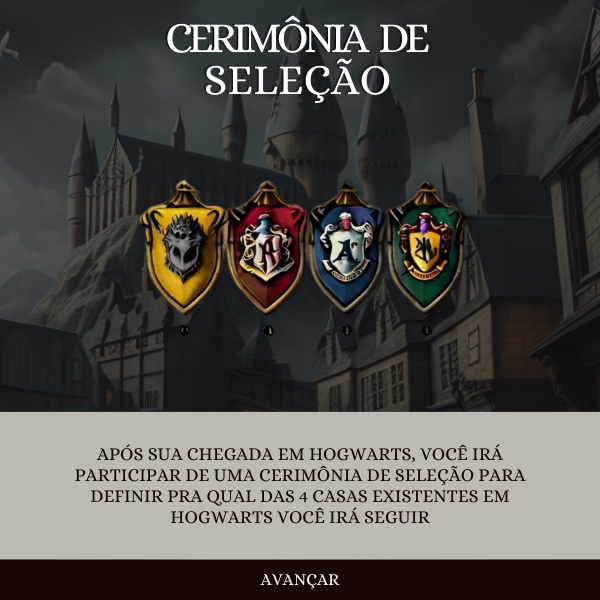 CERIMÔNIA DE
SELEÇÃO
APÓS SUA CHEGADA EM HOGWARTS, VOCÊ IRÁ
PARTICIPAR DE UMA CERIMÔNIA DE SELEÇÃO PARA
DEFINIR PRA QUAL DAS 4 CASAS EXISTENTES EM
HOGWARTS VOCÊ IRÁ SEGUIR
AVANÇAR